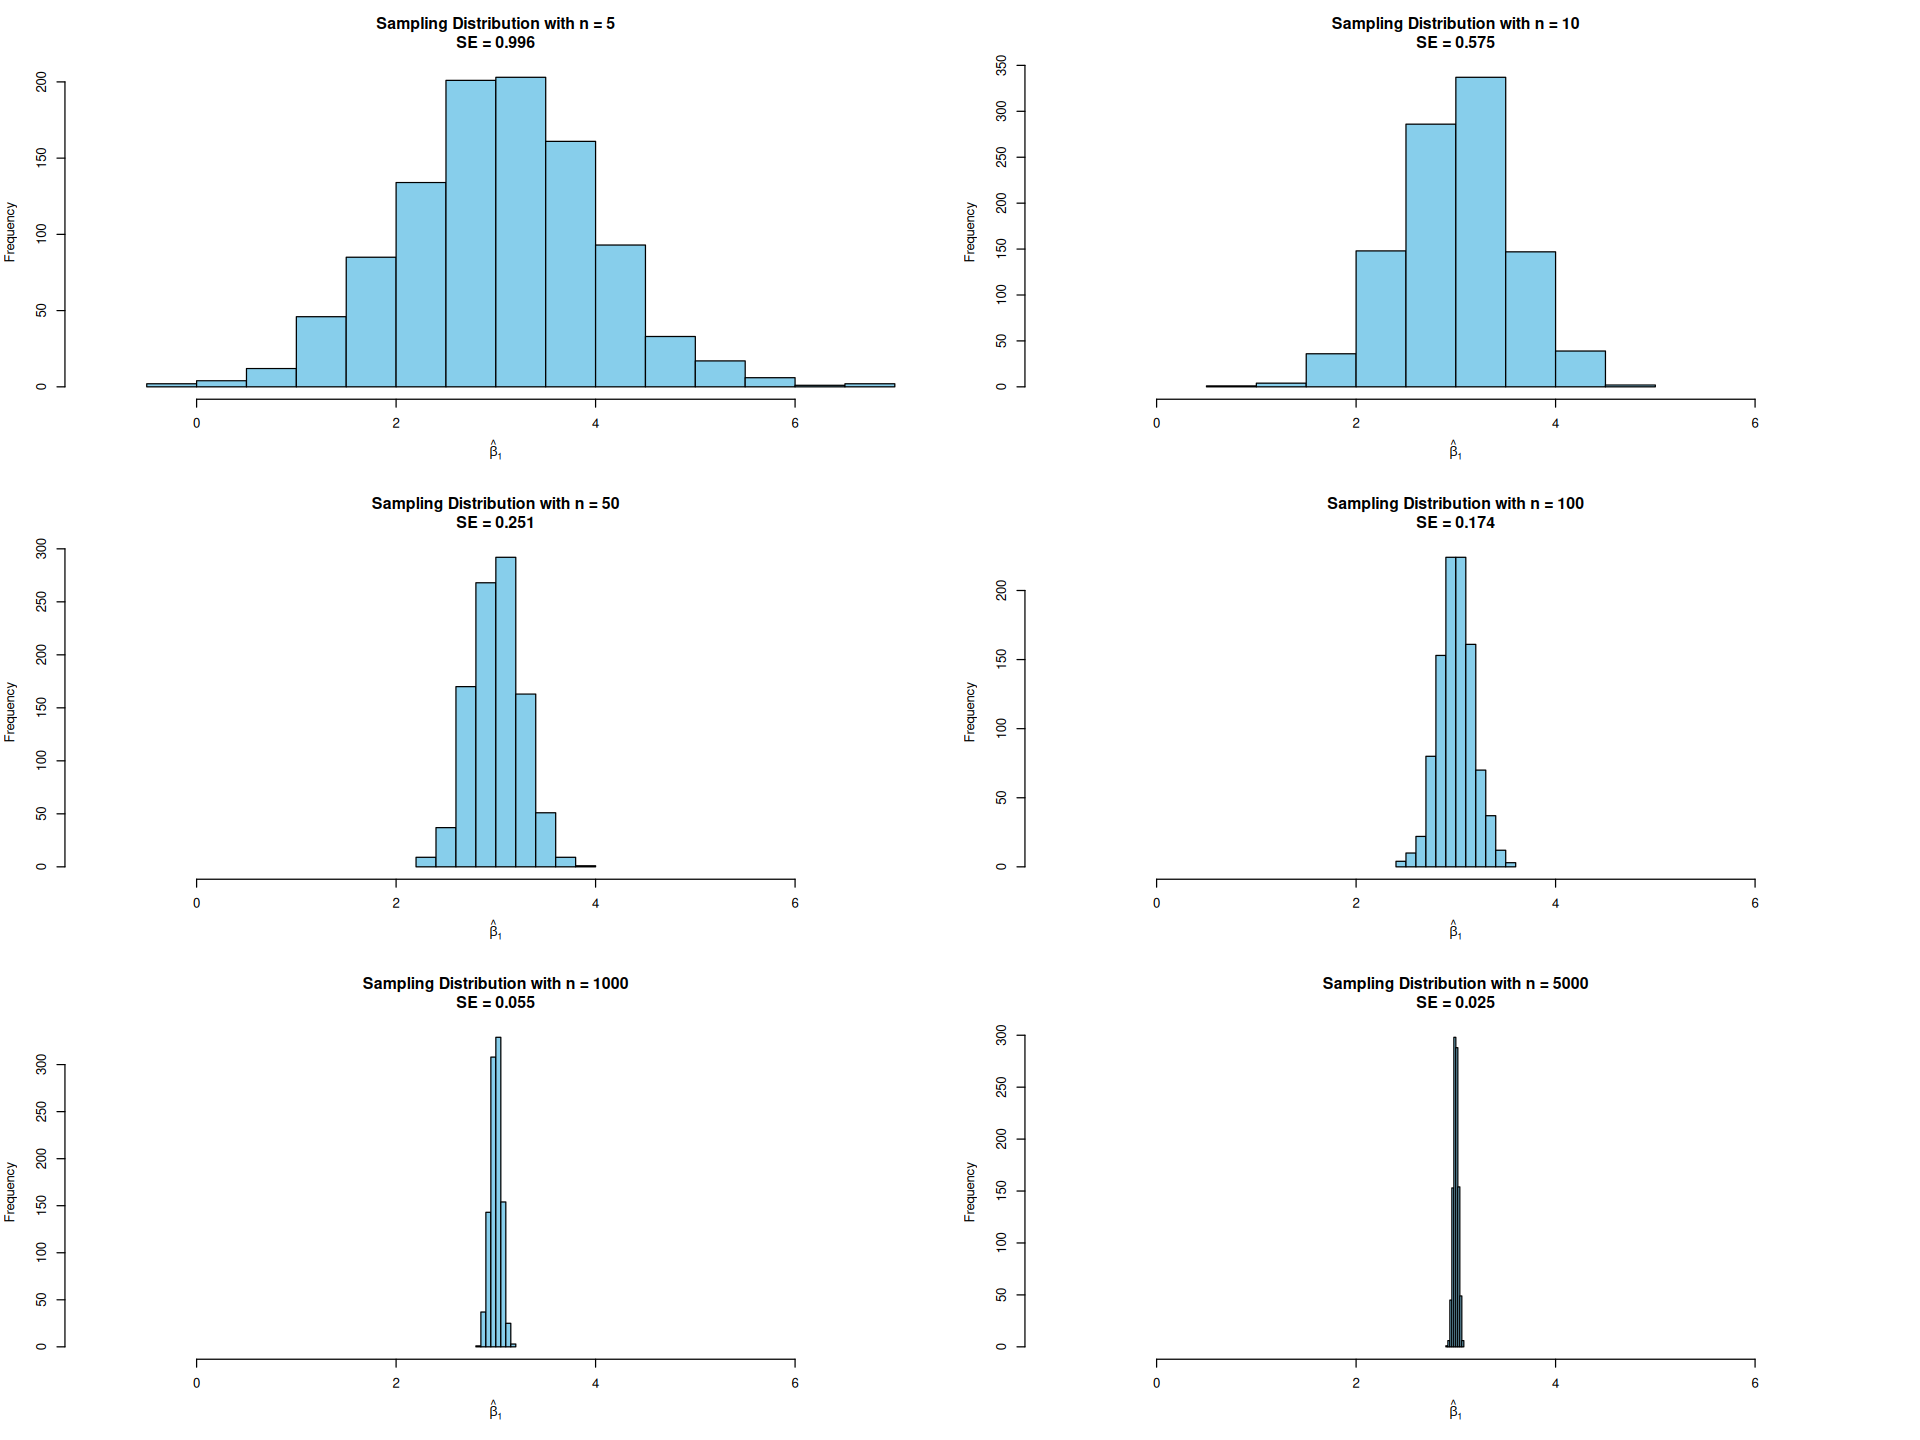 Sampling Distribution with n = 5
SE = 0.996
Frequency
0
50
100
150
200
0 2 4 6
β̂₁
Sampling Distribution with n = 10
SE = 0.575
Frequency
0
50
100
150
200
250
300
350
0 2 4 6
β̂₁
Sampling Distribution with n = 50
SE = 0.251
Frequency
0
50
100
150
200
250
300
0 2 4 6
β̂₁
Sampling Distribution with n = 100
SE = 0.174
Frequency
0
50
100
150
200
0 2 4 6
β̂₁
Sampling Distribution with n = 1000
SE = 0.055
Frequency
0
50
100
150
200
250
300
0 2 4 6
β̂₁
Sampling Distribution with n = 5000
SE = 0.025
Frequency
0
50
100
150
200
250
300
0 2 4 6
β̂₁